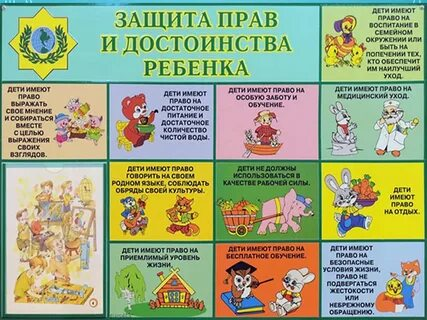 ЗАЩИТА ПРАВ
И ДОСТОИНСТВА
РЕБЕНКА
ДЕТИ ИМЕЮТ
ПРАВО НА
ВОСПИТАНИЕ В
СЕМЕЙНОМ
ОКРУЖЕНИИ ИЛИ
БЫТЬ НА
ПОПЕЧЕНИИ ТЕХ,
КТО ОБЕСПЕЧИТ
ИМ НАИЛУЧШИЙ
УХОД.
ДЕТИ ИМЕЮТ
ПРАВО
ВЫРАЖАТЬ
СВОЕ МНЕНИЕ
И СОБИРАТЬСЯ
ВМЕСТЕ
С ЦЕЛЬЮ
ВЫРАЖЕНИЯ
СВОИХ
ВЗГЛЯДОВ.
ДЕТИ ИМЕЮТ
ПРАВО НА
ДОСТАТОЧНОЕ
ПИТАНИЕ И
ДОСТАТОЧНОЕ
КОЛИЧЕСТВО
ЧИСТОЙ ВОДЫ.
ДЕТИ ИМЕЮТ ПРАВО НА
ОСОБУЮ ЗАБОТУ И
ОБУЧЕНИЕ.
ДЕТИ ИМЕЮТ ПРАВО НА
МЕДИЦИНСКИЙ УХОД.
ДЕТИ ИМЕЮТ ПРАВО
ГОВОРИТЬ НА СВОЕМ
РОДНОМ ЯЗЫКЕ, СОБЛЮДАТЬ
ОБРЯДЫ СВОЕЙ КУЛЬТУРЫ.
ДЕТИ НЕ ДОЛЖНЫ
ИСПОЛЬЗОВАТЬСЯ В
КАЧЕСТВЕ РАБОЧЕЙ СИЛЫ.
ДЕТИ
ИМЕЮТ
ПРАВО
НА ОТДЫХ.
ДЕТИ ИМЕЮТ ПРАВО НА
ПРИЕМЛИМЫЙ УРОВЕНЬ
ЖИЗНИ.
ДЕТИ ИМЕЮТ ПРАВО НА
БЕСПЛАТНОЕ ОБУЧЕНИЕ.
ДЕТИ ИМЕЮТ
ПРАВО НА
БЕЗОПАСНЫЕ
УСЛОВИЯ ЖИЗНИ,
ПРАВО НЕ
ПОДВЕРГАТЬСЯ
ЖЕСТОКОСТИ
ИЛИ
НЕБРЕЖНОМУ
ОБРАЩЕНИЮ.